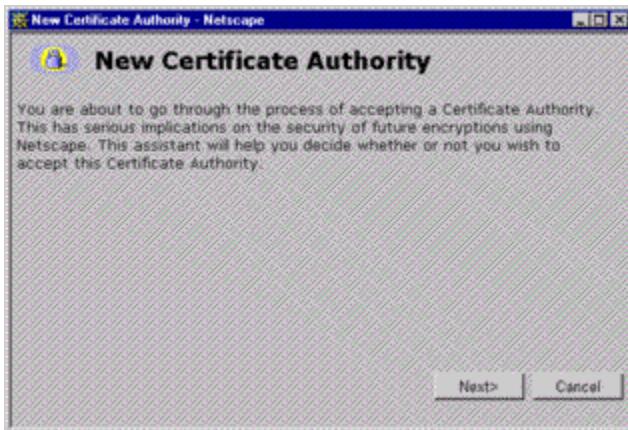 New Certificate Authority - Netscape
New Certificate Authority
You are about to go through the process of accepting a Certificate Authority.
This has serious implications on the security of future encryptions using
Netscape. This assistant will help you decide whether or not you wish to
accept this Certificate Authority.
Next> Cancel